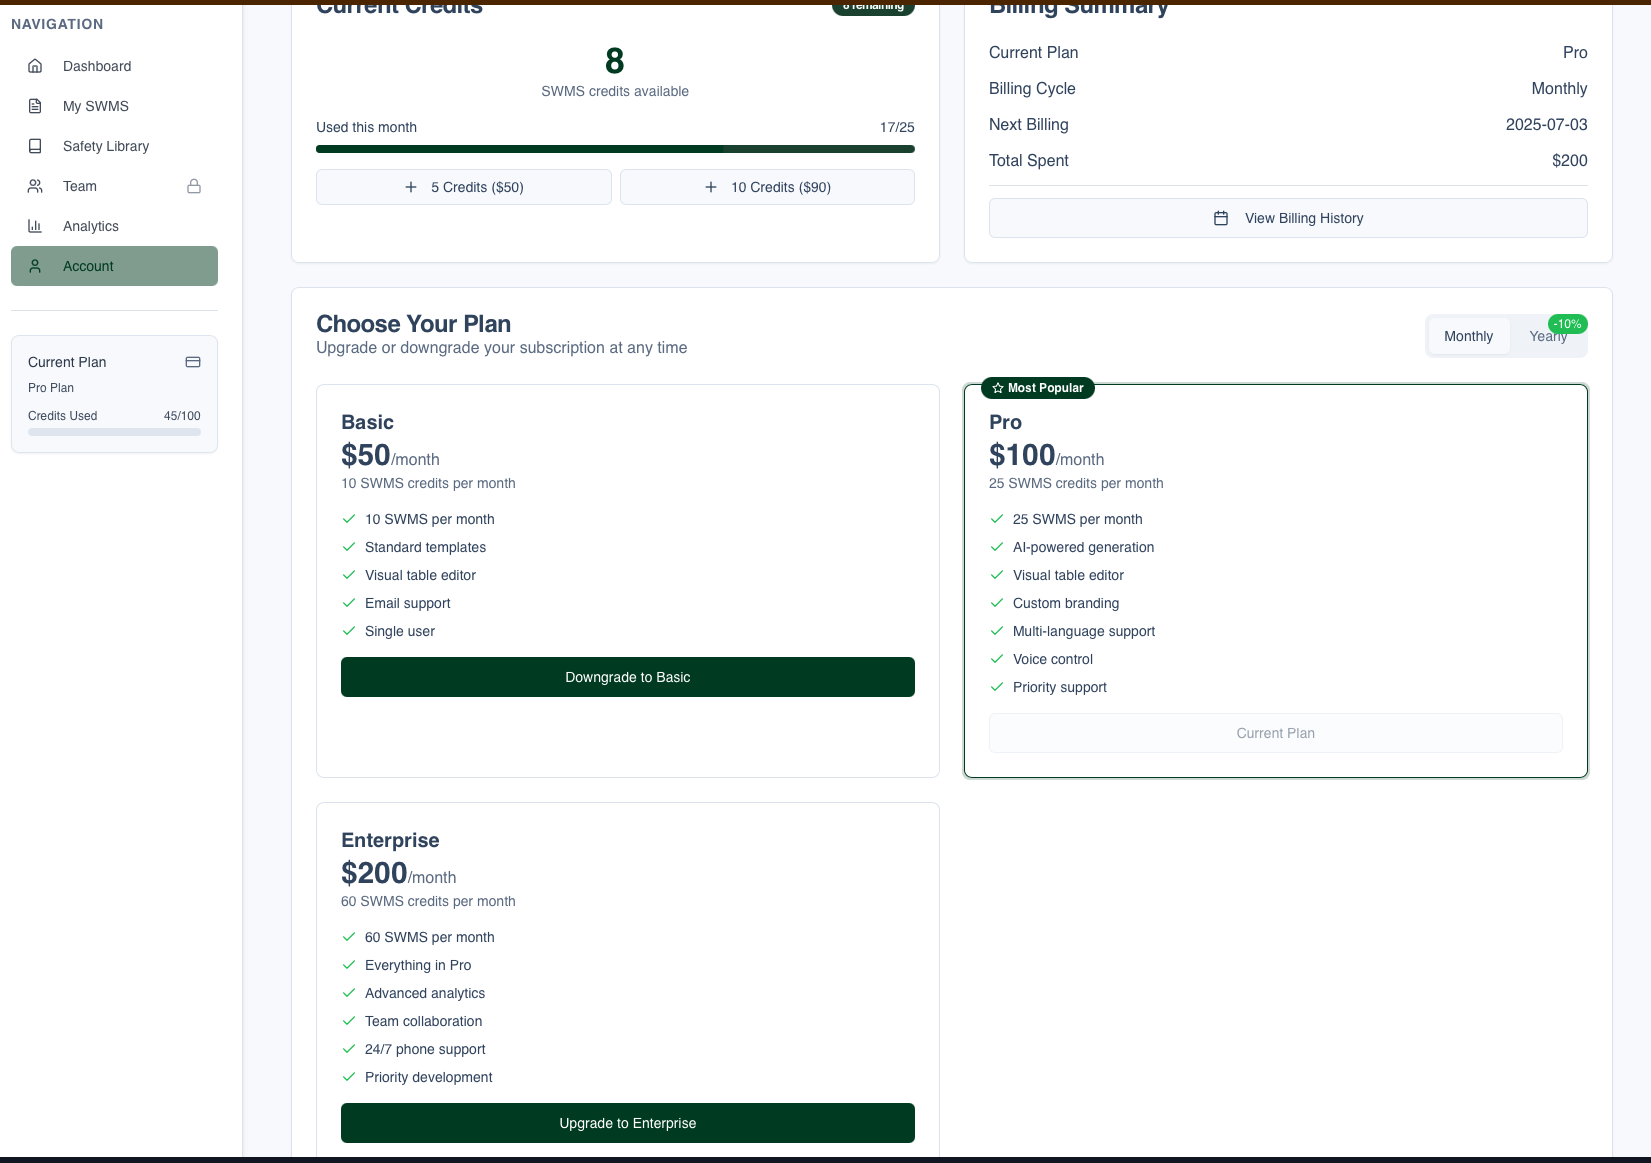 NAVIGATION
Dashboard
My SWMS
Safety Library
Team
Analytics
Account
Current Plan
Pro Plan
Credits Used 45/100
Current Credits
8 remaining
8
SWMS credits available
Used this month 17/25
5 Credits ($50)
10 Credits ($90)
Billing Summary
Current Plan Pro
Billing Cycle Monthly
Next Billing 2025-07-03
Total Spent $200
View Billing History
Choose Your Plan
Upgrade or downgrade your subscription at any time
Monthly
Yearly
-10%
Basic
$50/month
10 SWMS credits per month
10 SWMS per month
Standard templates
Visual table editor
Email support
Single user
Downgrade to Basic
Most Popular
Pro
$100/month
25 SWMS credits per month
25 SWMS per month
AI-powered generation
Visual table editor
Custom branding
Multi-language support
Voice control
Priority support
Current Plan
Enterprise
$200/month
60 SWMS credits per month
60 SWMS per month
Everything in Pro
Advanced analytics
Team collaboration
24/7 phone support
Priority development
Upgrade to Enterprise